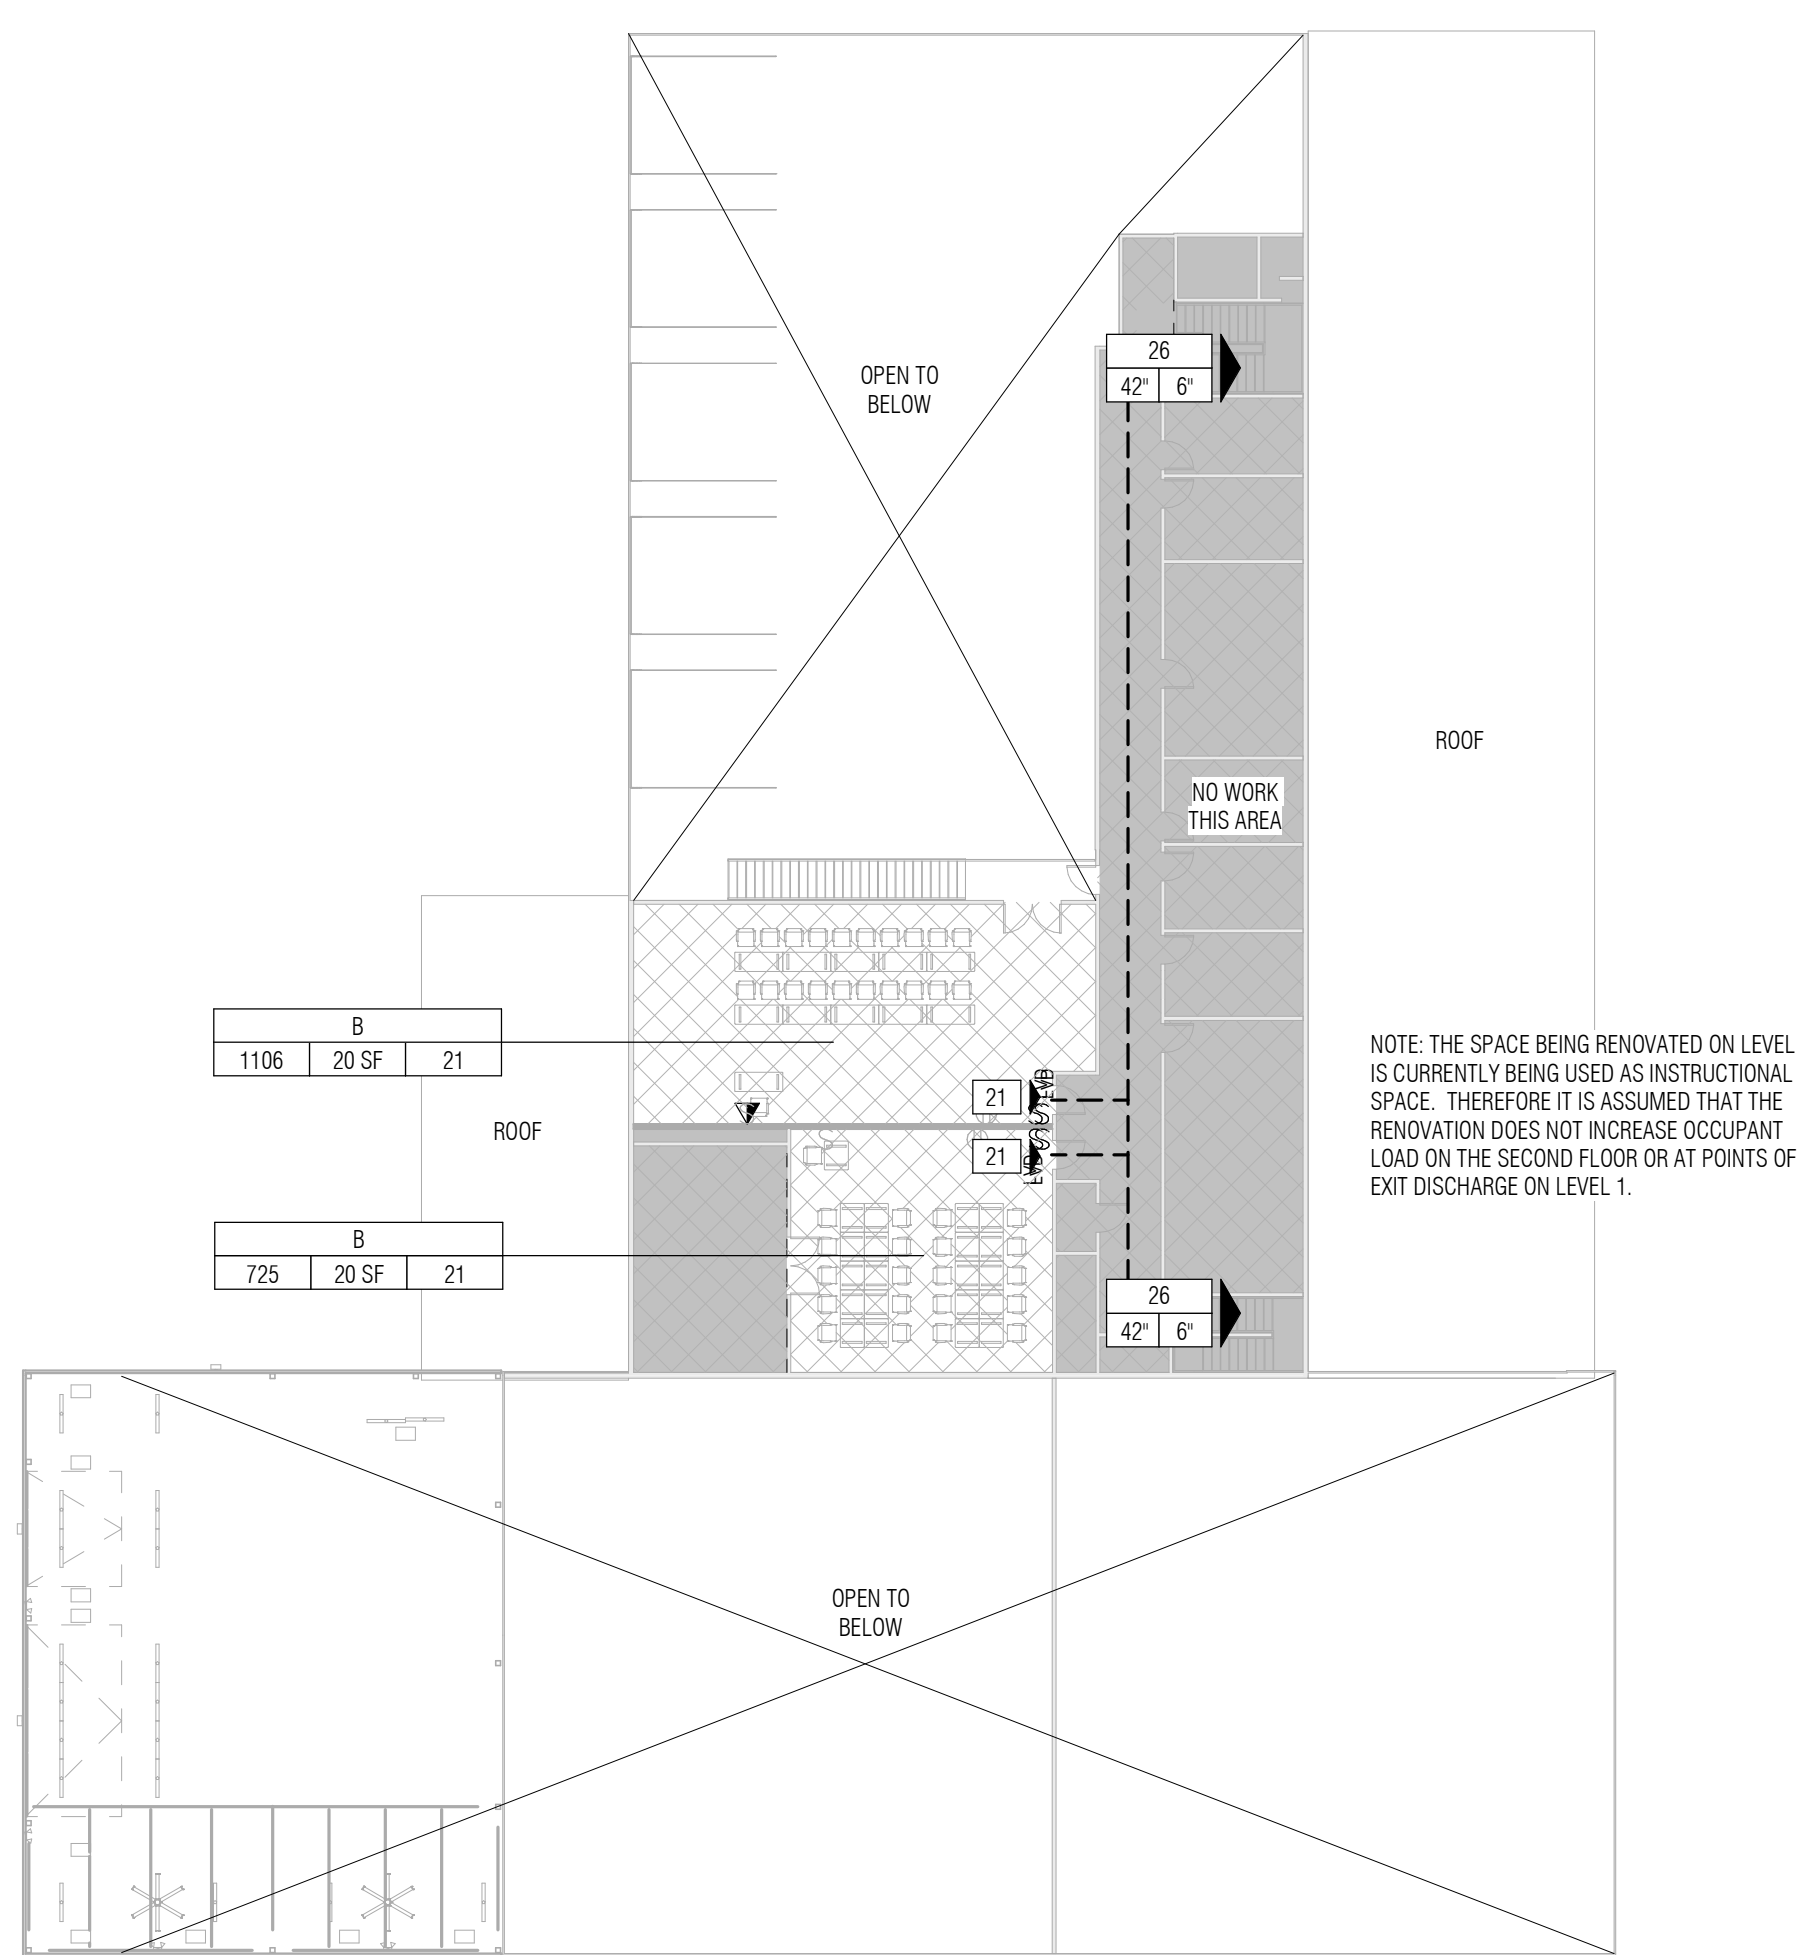 26
42" 6"
OPEN TO
BELOW
ROOF
NO WORK
THIS AREA
B
1106 20 SF 21
NOTE: THE SPACE BEING RENOVATED ON LEVEL
IS CURRENTLY BEING USED AS INSTRUCTIONAL
SPACE. THEREFORE IT IS ASSUMED THAT THE
RENOVATION DOES NOT INCREASE OCCUPANT
LOAD ON THE SECOND FLOOR OR AT POINTS OF
EXIT DISCHARGE ON LEVEL 1.
21
ROOF
21
B
725 20 SF 21
26
42" 6"
OPEN TO
BELOW